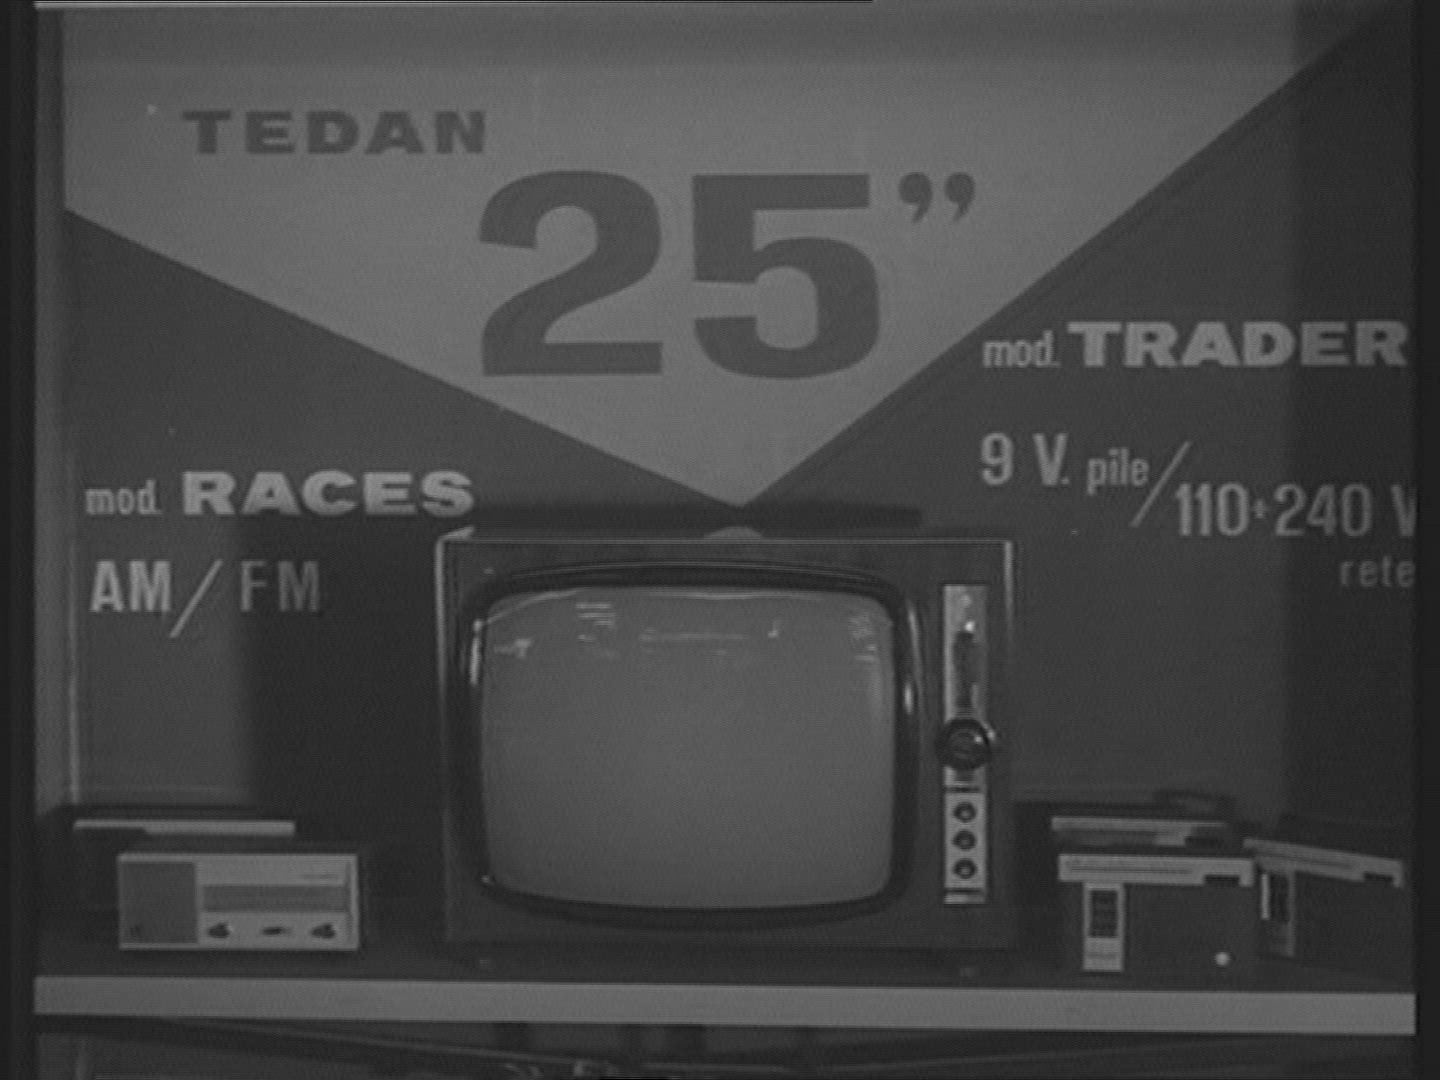 TEDAN
25”
mod. TRADER
9 V. pile/110÷240 V
rete
mod. RACES
AM/FM